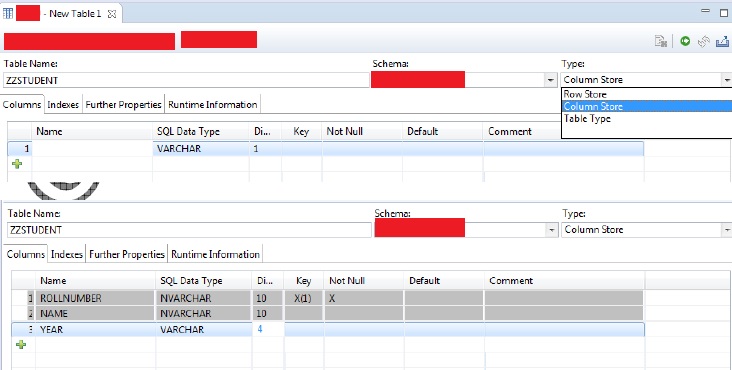 - New Table 1
Table Name: Schema: Type:
ZZSTUDENT Column Store
Row Store
Column Store
Table Type
Columns Indexes Further Properties Runtime Information
Name SQL Data Type Di... Key Not Null Default Comment
1 VARCHAR 1
Table Name: Schema: Type:
ZZSTUDENT Column Store
Columns Indexes Further Properties Runtime Information
Name SQL Data Type Di... Key Not Null Default Comment
1 ROLLNUMBER NVARCHAR 10 X(1) X
2 NAME NVARCHAR 10
3 YEAR VARCHAR 4